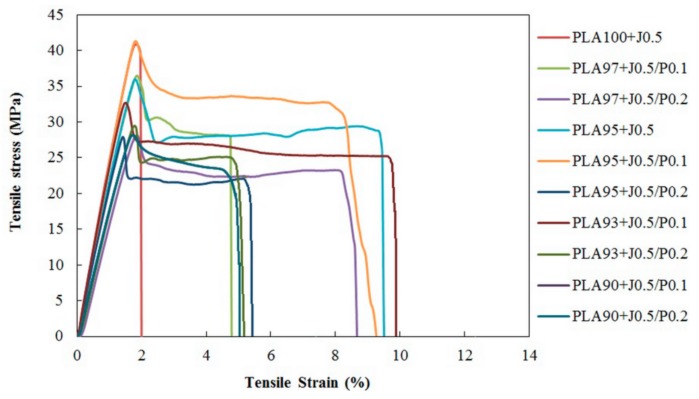 45
40
35
30
25
20
15
10
5
0
Tensile stress (MPa)
0 2 4 6 8 10 12 14
Tensile Strain (%)
PLA100+J0.5
PLA97+J0.5/P0.1
PLA97+J0.5/P0.2
PLA95+J0.5
PLA95+J0.5/P0.1
PLA95+J0.5/P0.2
PLA93+J0.5/P0.1
PLA93+J0.5/P0.2
PLA90+J0.5/P0.1
PLA90+J0.5/P0.2